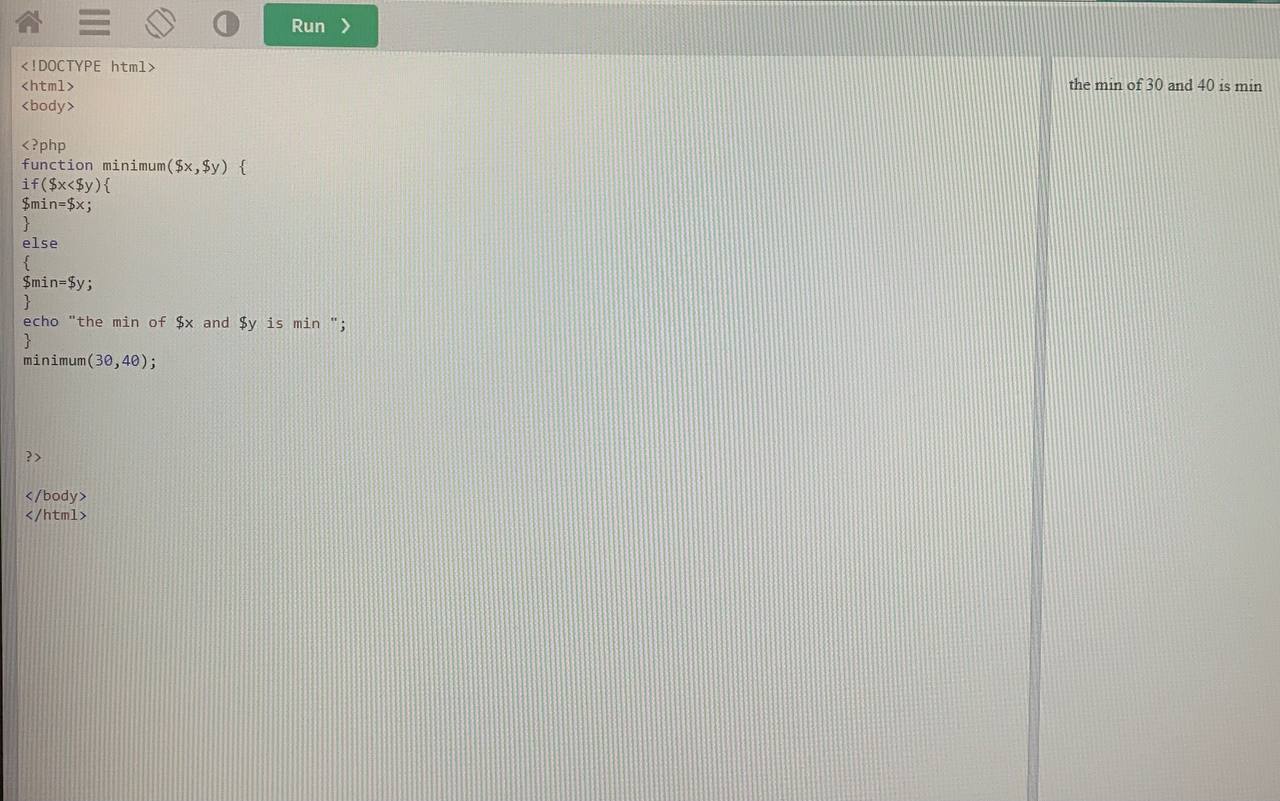 Run ❯
<!DOCTYPE html>
<html>
<body>
<?php
function minimum($x,$y) {
if($x<$y){
$min=$x;
}
else
{
$min=$y;
}
echo "the min of $x and $y is min ";
}
minimum(30,40);
?>
</body>
</html>
the min of 30 and 40 is min